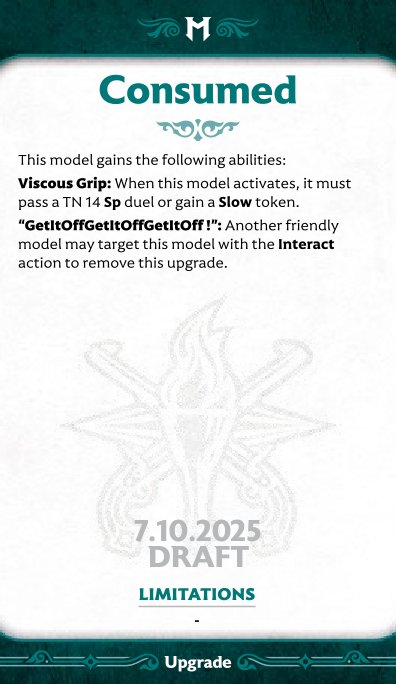 M
Consumed
This model gains the following abilities:
Viscous Grip: When this model activates, it must
pass a TN 14 Sp duel or gain a Slow token.
“GetItOffGetItOffGetItOff !”: Another friendly
model may target this model with the Interact
action to remove this upgrade.
7.10.2025
DRAFT
LIMITATIONS
-
Upgrade